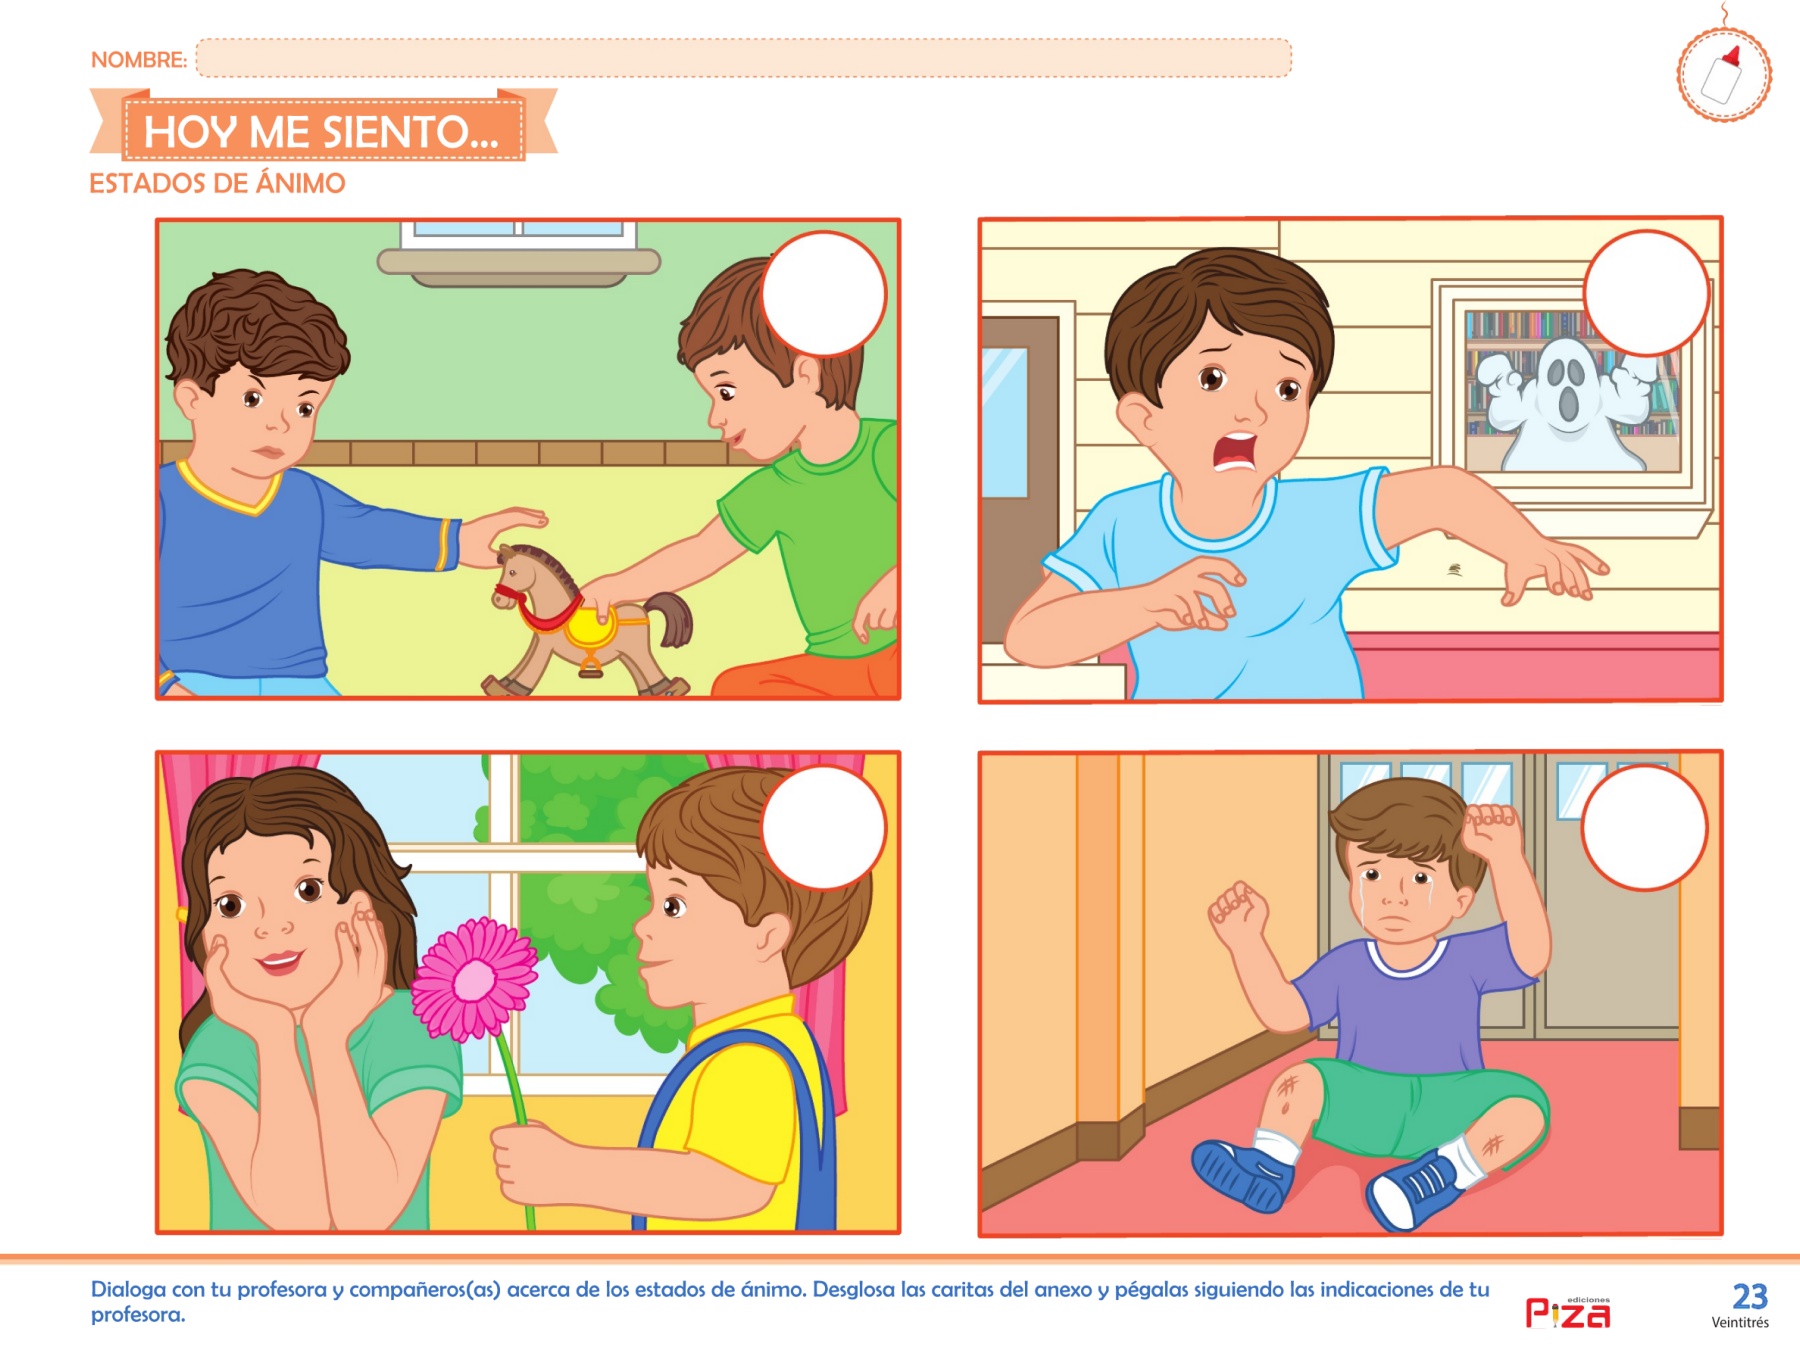 NOMBRE:
HOY ME SIENTO...
ESTADOS DE ÁNIMO
Dialoga con tu profesora y compañeros(as) acerca de los estados de ánimo. Desglosa las caritas del anexo y pégalas siguiendo las indicaciones de tu
profesora.
ediciones
Piza
23
Veintitrés